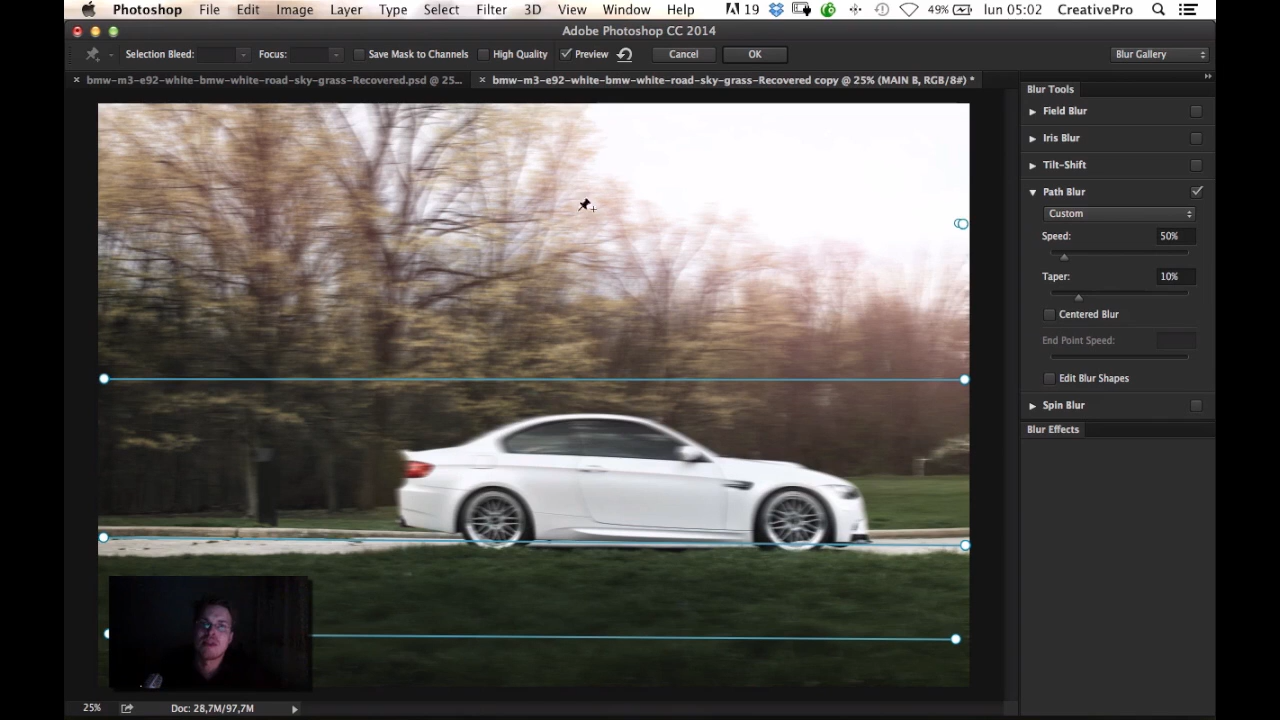 Photoshop File Edit Image Layer Type Select Filter 3D View Window Help 19 49% lun 05:02 CreativePro
Adobe Photoshop CC 2014
Selection Bleed: Focus: Save Mask to Channels High Quality Preview Cancel OK Blur Gallery
× bmw-m3-e92-white-bmw-white-road-sky-grass-Recovered.psd @ 25... × bmw-m3-e92-white-bmw-white-road-sky-grass-Recovered copy @ 25% (MAIN B, RGB/8#) *
Blur Tools
Field Blur
Iris Blur
Tilt-Shift
Path Blur
Custom
Speed: 50%
Taper: 10%
Centered Blur
End Point Speed:
Edit Blur Shapes
Spin Blur
Blur Effects
25% Doc: 28,7M/97,7M